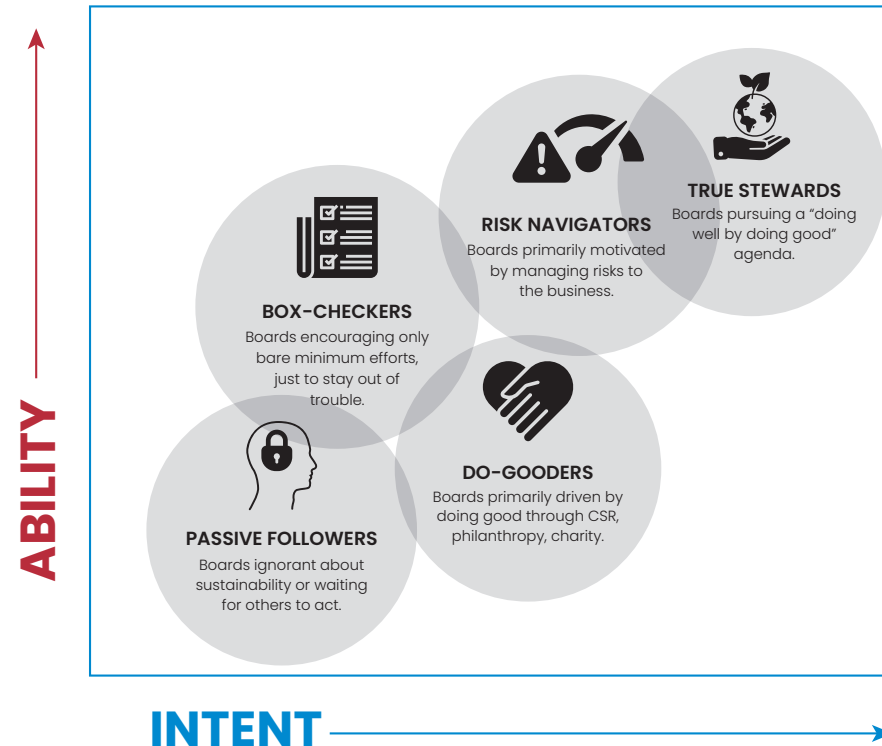 ABILITY
TRUE STEWARDS
Boards pursuing a “doing
well by doing good”
agenda.
RISK NAVIGATORS
Boards primarily motivated
by managing risks to
the business.
BOX-CHECKERS
Boards encouraging only
bare minimum efforts,
just to stay out of
trouble.
DO-GOODERS
Boards primarily driven by
doing good through CSR,
philanthropy, charity.
PASSIVE FOLLOWERS
Boards ignorant about
sustainability or waiting
for others to act.
INTENT